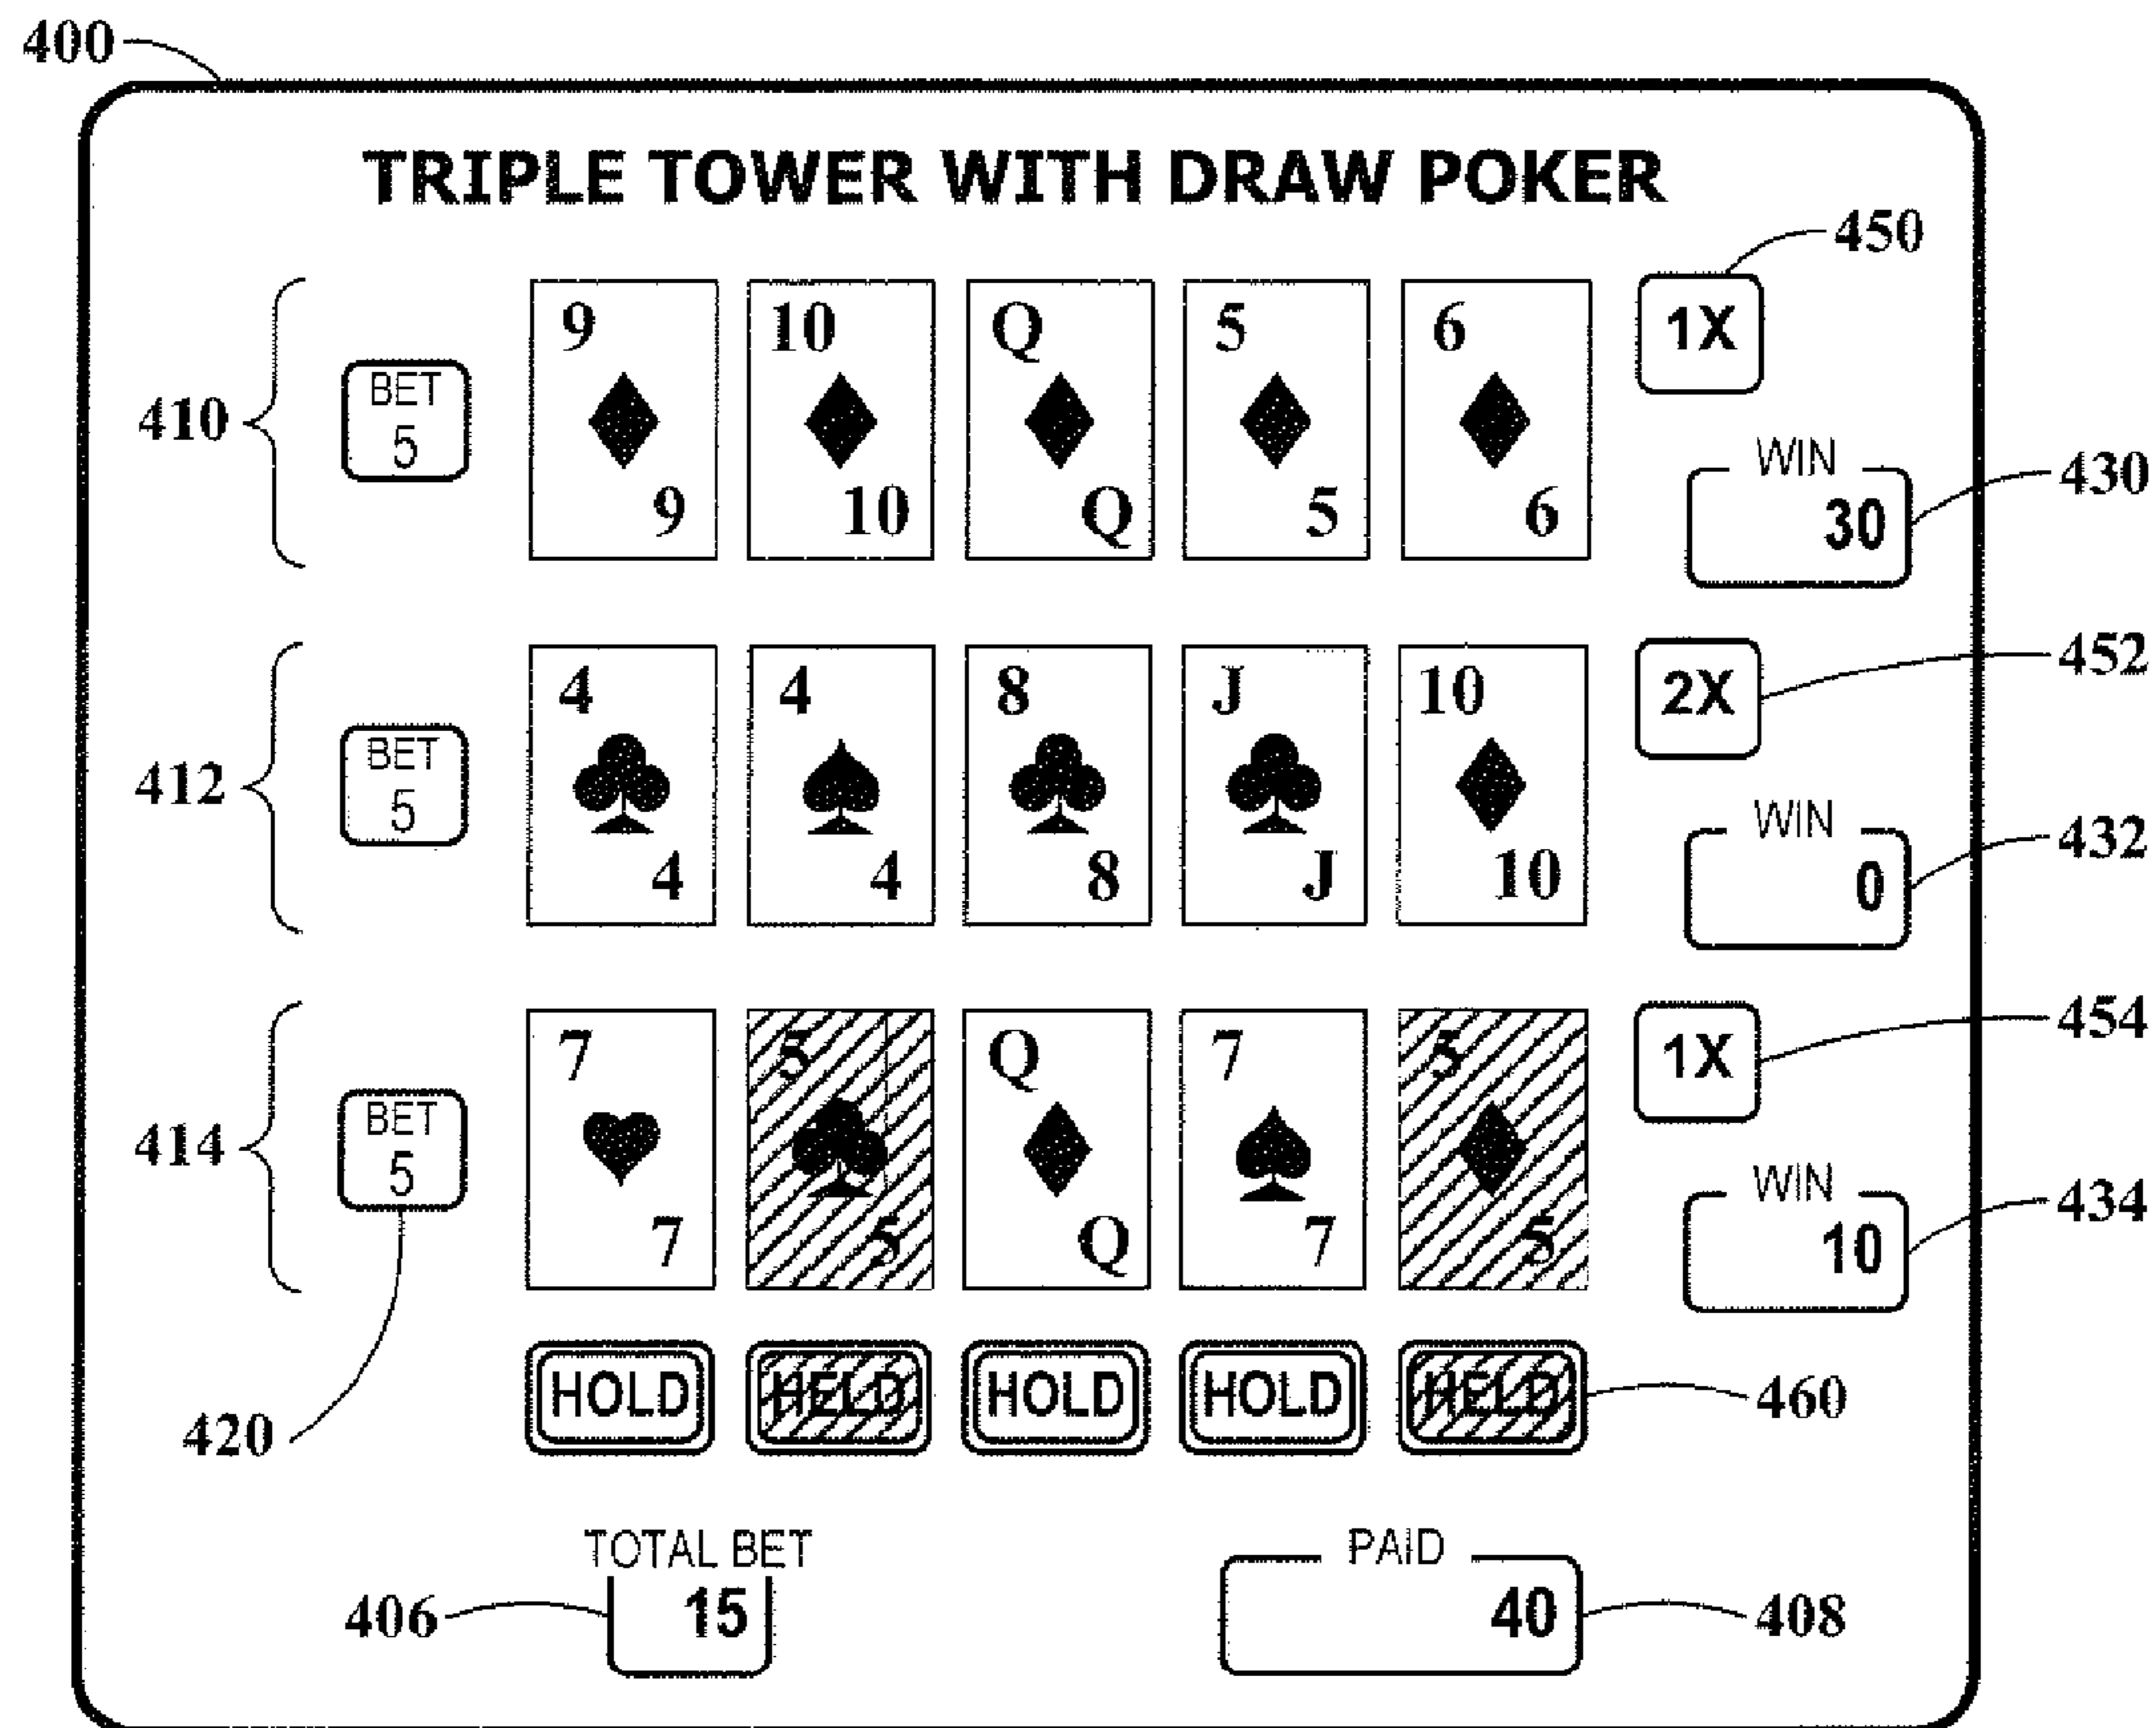 400
TRIPLE TOWER WITH DRAW POKER
450
9 10 Q 5 6 1X
410 BET 5
9 10 Q 5 6
WIN 30 430
4 4 8 J 10 2X 452
412 BET 5
4 4 8 J 10
WIN 0 432
7 5 Q 7 5 1X 454
414 BET 5
7 5 Q 7 5
WIN 10 434
HOLD HELD HOLD HOLD HELD 460
420
TOTAL BET PAID
406 15 40 408